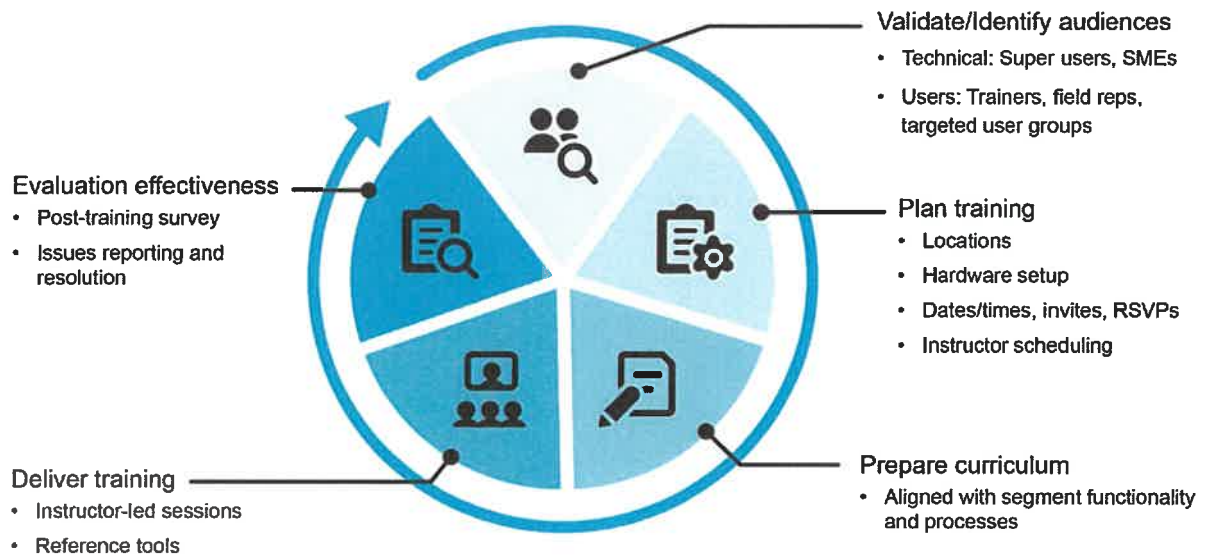 Validate/Identify audiences
• Technical: Super users, SMEs
• Users: Trainers, field reps,
targeted user groups
Plan training
• Locations
• Hardware setup
• Dates/times, invites, RSVPs
• Instructor scheduling
Prepare curriculum
• Aligned with segment functionality
and processes
Deliver training
• Instructor-led sessions
• Reference tools
Evaluation effectiveness
• Post-training survey
• Issues reporting and
resolution